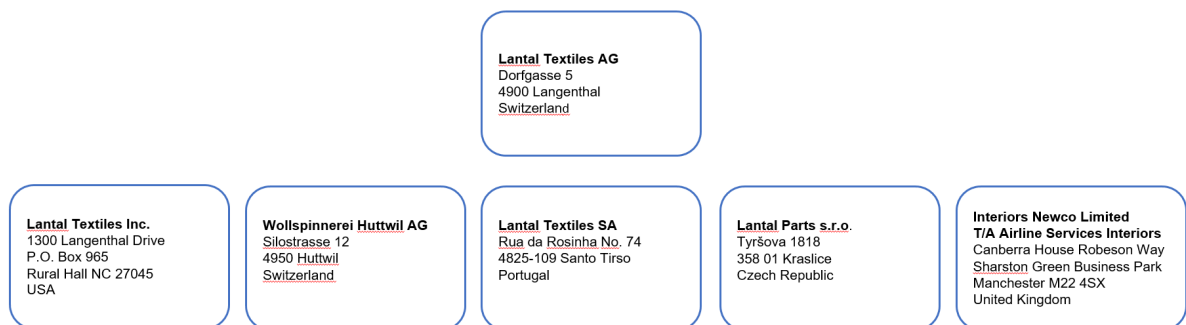 Lantal Textiles AG
Dorfgasse 5
4900 Langenthal
Switzerland
Lantal Textiles Inc.
1300 Langenthal Drive
P.O. Box 965
Rural Hall NC 27045
USA
Wollspinnerei Huttwil AG
Silostrasse 12
4950 Huttwil
Switzerland
Lantal Textiles SA
Rua da Rosinha No. 74
4825-109 Santo Tirso
Portugal
Lantal Parts s.r.o.
Tyršova 1818
358 01 Kraslice
Czech Republic
Interiors Newco Limited
T/A Airline Services Interiors
Canberra House Robeson Way
Sharston Green Business Park
Manchester M22 4SX
United Kingdom